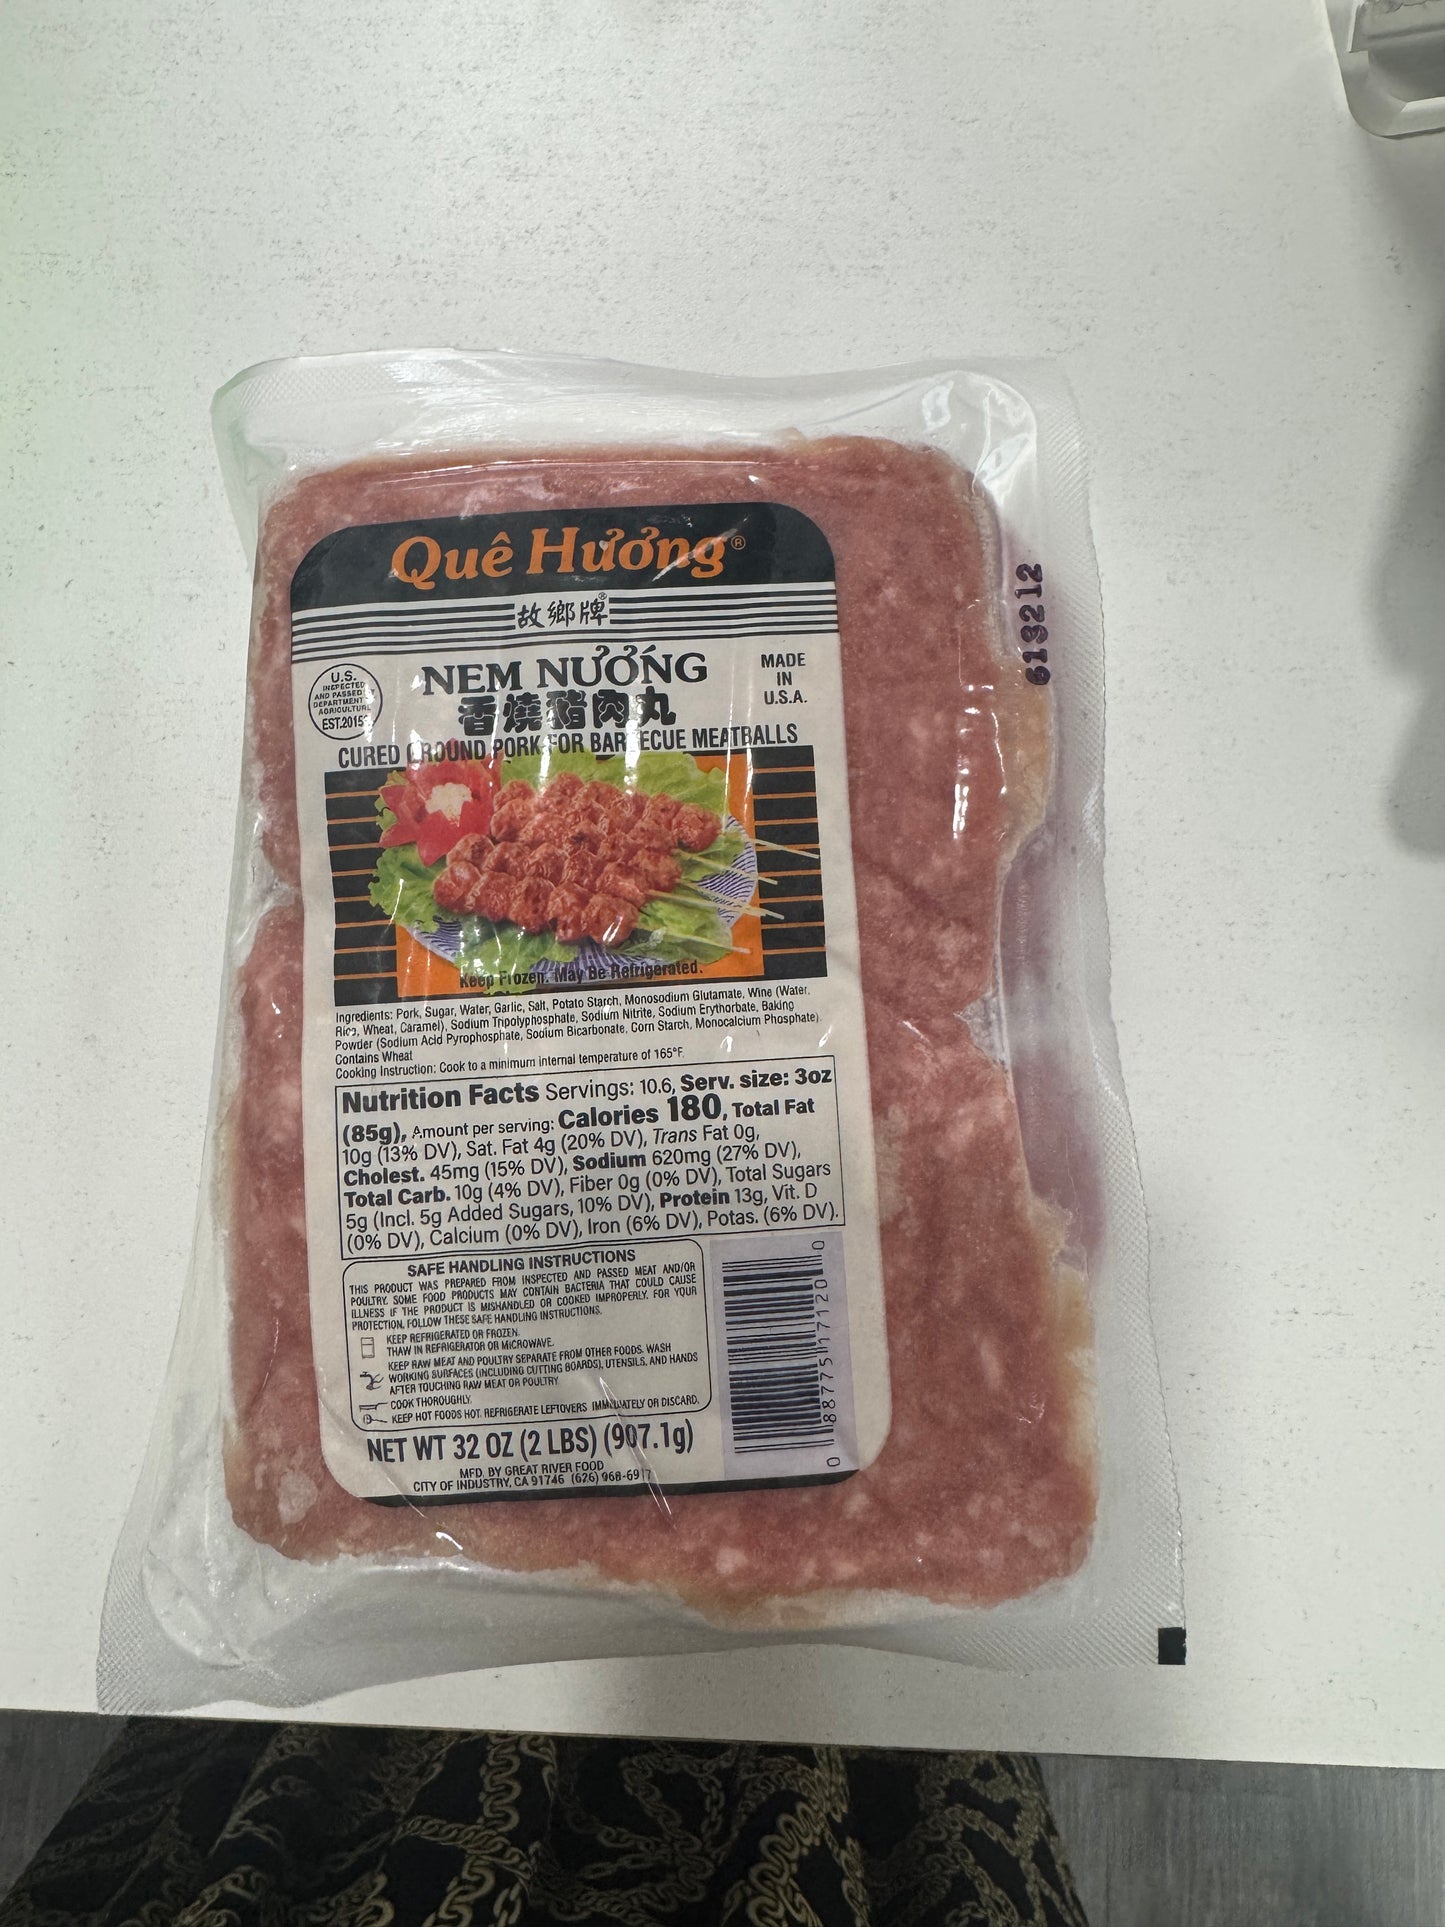 Quê Hương®
故鄉牌®
U.S.
INSPECTED
AND PASSED BY
DEPARTMENT
AGRICULTURE
EST.20153
NEM NƯỚNG
MADE
IN
U.S.A.
香燒豬肉丸
CURED GROUND PORK FOR BARBECUE MEATBALLS
Keep Frozen. May Be Refrigerated.
Ingredients: Pork, Sugar, Water, Garlic, Salt, Potato Starch, Monosodium Glutamate, Wine (Water,
Rice, Wheat, Caramel), Sodium Tripolyphosphate, Sodium Nitrite, Sodium Erythorbate, Baking
Powder (Sodium Acid Pyrophosphate, Sodium Bicarbonate, Corn Starch, Monocalcium Phosphate).
Contains Wheat
Cooking Instruction: Cook to a minimum internal temperature of 165°F.
Nutrition Facts Servings: 10.6, Serv. size: 3oz
(85g), Amount per serving: Calories 180, Total Fat
10g (13% DV), Sat. Fat 4g (20% DV), Trans Fat 0g,
Cholest. 45mg (15% DV), Sodium 620mg (27% DV),
Total Carb. 10g (4% DV), Fiber 0g (0% DV), Total Sugars
5g (Incl. 5g Added Sugars, 10% DV), Protein 13g, Vit. D
(0% DV), Calcium (0% DV), Iron (6% DV), Potas. (6% DV).
SAFE HANDLING INSTRUCTIONS
THIS PRODUCT WAS PREPARED FROM INSPECTED AND PASSED MEAT AND/OR
POULTRY. SOME FOOD PRODUCTS MAY CONTAIN BACTERIA THAT COULD CAUSE
ILLNESS IF THE PRODUCT IS MISHANDLED OR COOKED IMPROPERLY. FOR YOUR
PROTECTION, FOLLOW THESE SAFE HANDLING INSTRUCTIONS.
KEEP REFRIGERATED OR FROZEN.
THAW IN REFRIGERATOR OR MICROWAVE.
KEEP RAW MEAT AND POULTRY SEPARATE FROM OTHER FOODS. WASH
WORKING SURFACES (INCLUDING CUTTING BOARDS), UTENSILS, AND HANDS
AFTER TOUCHING RAW MEAT OR POULTRY.
COOK THOROUGHLY.
KEEP HOT FOODS HOT. REFRIGERATE LEFTOVERS IMMEDIATELY OR DISCARD.
NET WT 32 OZ (2 LBS) (907.1g)
MFD. BY GREAT RIVER FOOD
CITY OF INDUSTRY, CA 91746 (626) 968-6917
0 88775 17120 0
613212